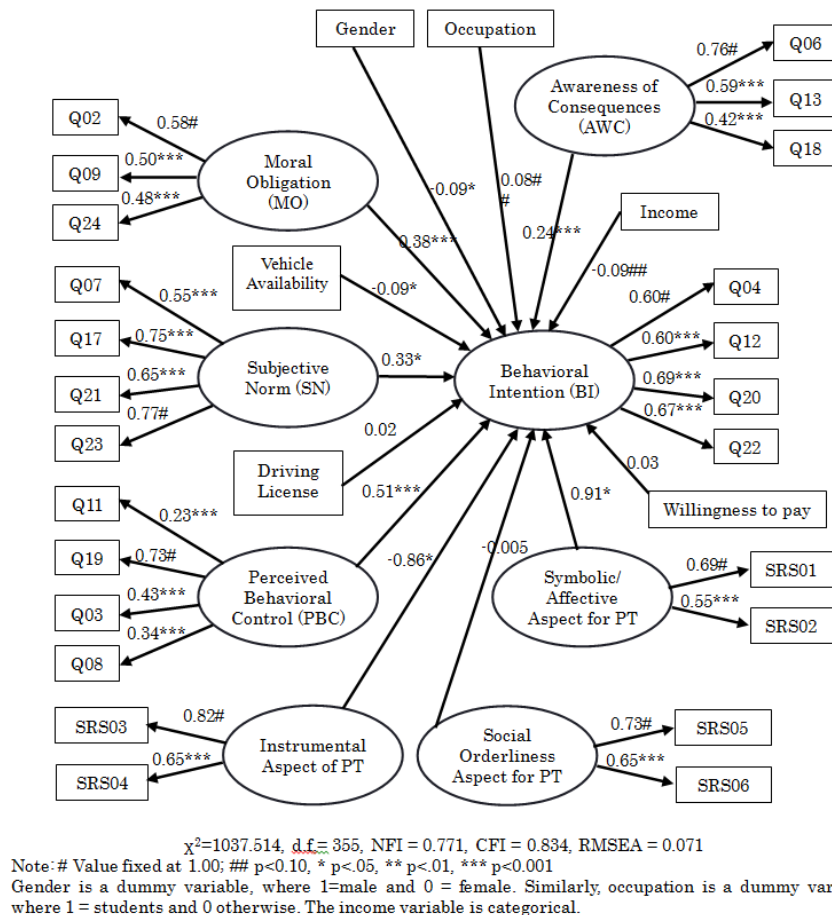 Gender
Occupation
0.76#
Q06
Awareness of
Consequences
(AWC)
0.59***
Q13
0.42***
Q18
Q02
0.58#
Q09
0.50***
Moral
Obligation
(MO)
Q24
0.48***
-0.09*
0.08#
#
Income
0.24***
0.38***
Vehicle
Availability
-0.09*
-0.09##
0.60#
Q04
Q07
0.55***
Q17
0.75***
Subjective
Norm (SN)
0.33*
Behavioral
Intention (BI)
0.60***
Q12
Q21
0.65***
0.69***
Q20
Q23
0.77#
0.67***
Q22
0.02
Driving
License
0.03
Willingness to pay
0.51***
0.91*
Q11
0.23***
-0.86*
-0.005
Q19
0.73#
Perceived
Behavioral
Control (PBC)
Q03
0.43***
Q08
0.34***
Symbolic/
Affective
Aspect for PT
0.69#
SRS01
0.55***
SRS02
SRS03
0.82#
Instrumental
Aspect of PT
SRS04
0.65***
Social
Orderliness
Aspect for PT
0.73#
SRS05
0.65***
SRS06
χ²=1037.514, d.f.= 355, NFI = 0.771, CFI = 0.834, RMSEA = 0.071
Note: # Value fixed at 1.00; ## p<0.10, * p<.05, ** p<.01, *** p<0.001
Gender is a dummy variable, where 1=male and 0 = female. Similarly, occupation is a dummy var
where 1 = students and 0 otherwise. The income variable is categorical.